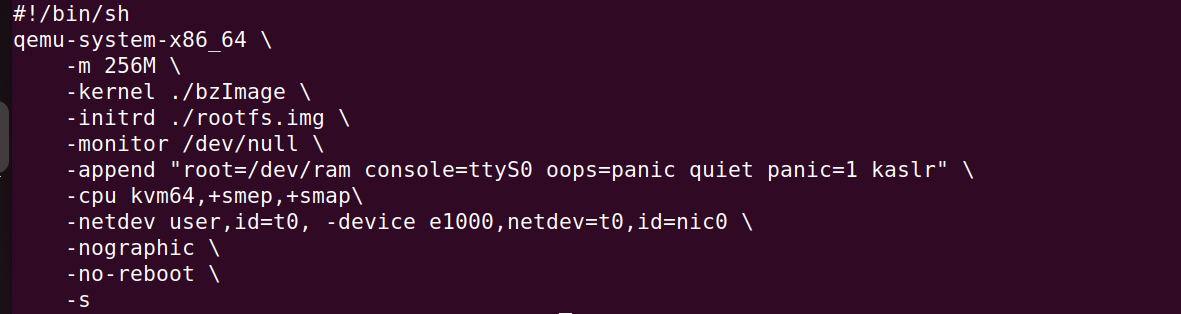 #!/bin/sh
qemu-system-x86_64 \
    -m 256M \
    -kernel ./bzImage \
    -initrd ./rootfs.img \
    -monitor /dev/null \
    -append "root=/dev/ram console=ttyS0 oops=panic quiet panic=1 kaslr" \
    -cpu kvm64,+smep,+smap\
    -netdev user,id=t0, -device e1000,netdev=t0,id=nic0 \
    -nographic \
    -no-reboot \
    -s